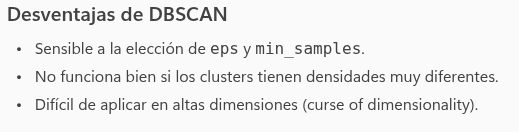 Desventajas de DBSCAN
• Sensible a la elección de eps y min_samples.
• No funciona bien si los clusters tienen densidades muy diferentes.
• Difícil de aplicar en altas dimensiones (curse of dimensionality).